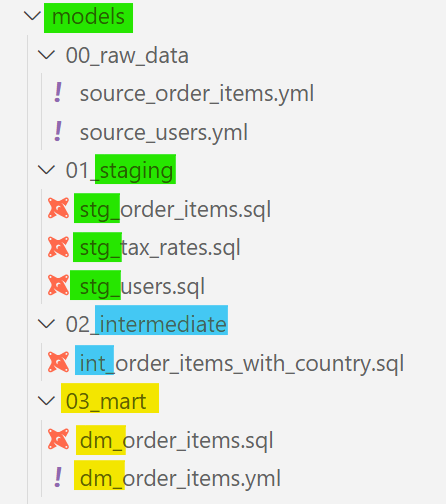 models
00_raw_data
! source_order_items.yml
! source_users.yml
01_staging
stg_order_items.sql
stg_tax_rates.sql
stg_users.sql
02_intermediate
int_order_items_with_country.sql
03_mart
dm_order_items.sql
! dm_order_items.yml